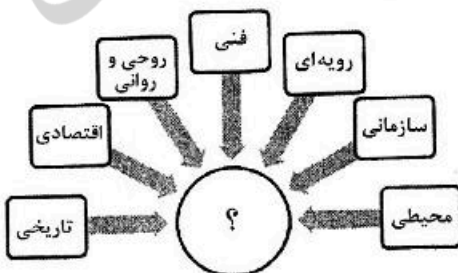 فنی
رویه‌ای
روحی و
روانی
سازمانی
اقتصادی
محیطی
تاریخی
؟